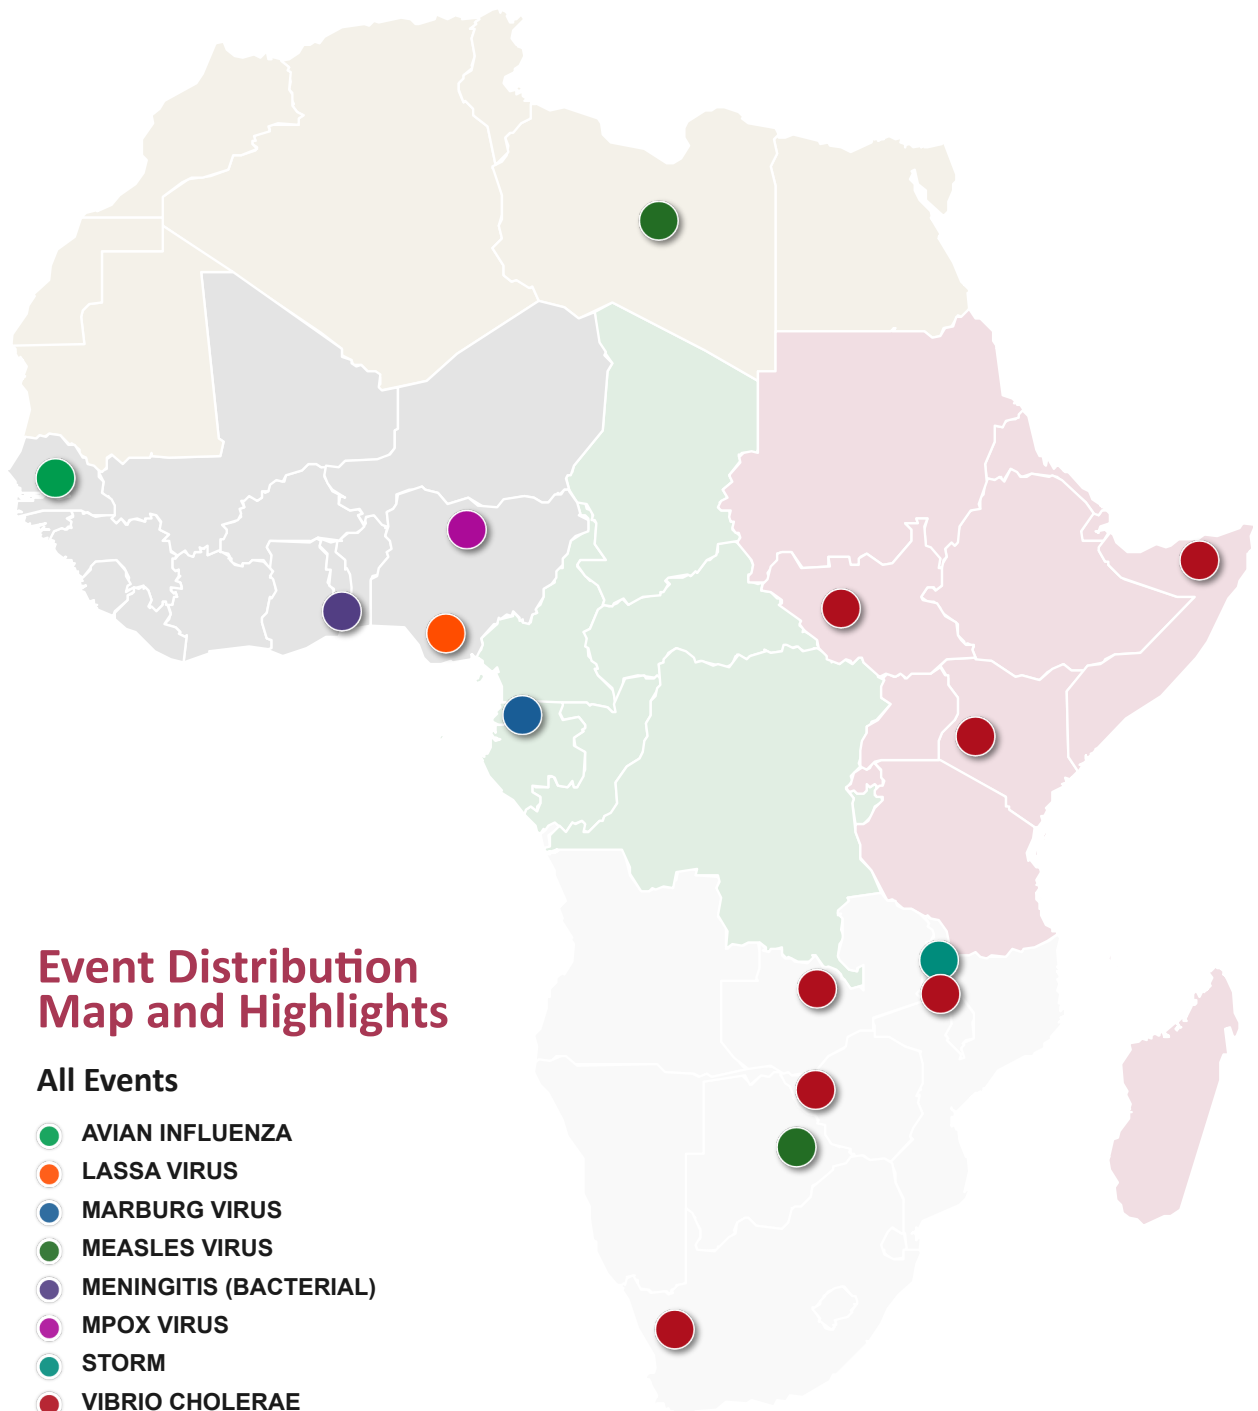 Event Distribution
Map and Highlights
All Events
AVIAN INFLUENZA
LASSA VIRUS
MARBURG VIRUS
MEASLES VIRUS
MENINGITIS (BACTERIAL)
MPOX VIRUS
STORM
VIBRIO CHOLERAE